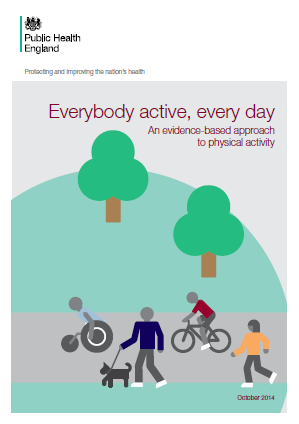 Public Health
England
Protecting and improving the nation's health
Everybody active, every day
An evidence-based approach
to physical activity
October 2014